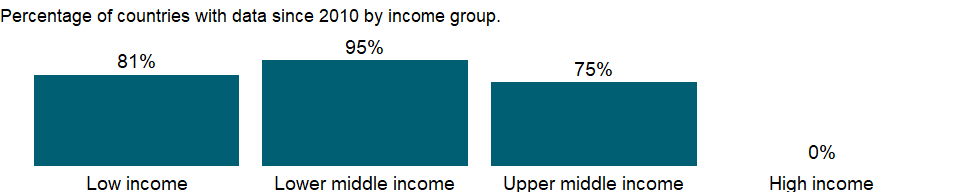 Percentage of countries with data since 2010 by income group.
95%
81%
75%
0%
Low income Lower middle income Upper middle income High income